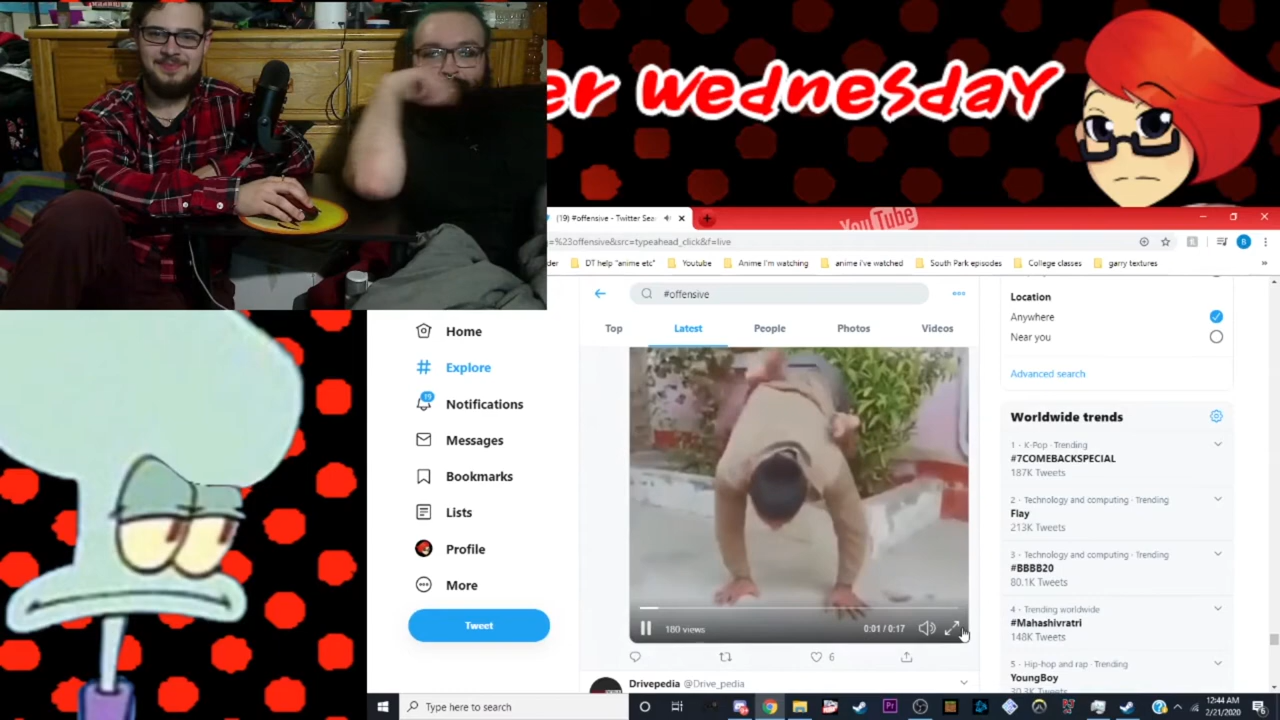 er wednesday
(19) #offensive - Twitter Sea
YouTube
=%23offensive&src=typeahead_click&f=live
der
DT help "anime etc"
Youtube
Anime i'm watching
anime i've watched
South Park episodes
College classes
garry textures
»
#offensive
Top
Latest
People
Photos
Videos
Home
Explore
19
Notifications
Messages
Bookmarks
Lists
Profile
More
Tweet
180 views
0:01 / 0:17
6
Drivepedia @Drive_pedia
Location
Anywhere
Near you
Advanced search
Worldwide trends
1 · K-Pop · Trending
#7COMEBACKSPECIAL
187K Tweets
2 · Technology and computing · Trending
Flay
213K Tweets
3 · Technology and computing · Trending
#BBBB20
80.1K Tweets
4 · Trending worldwide
#Mahashivratri
148K Tweets
5 · Hip-hop and rap · Trending
YoungBoy
30.3K Tweets
Type here to search
12:44 AM
2/21/2020